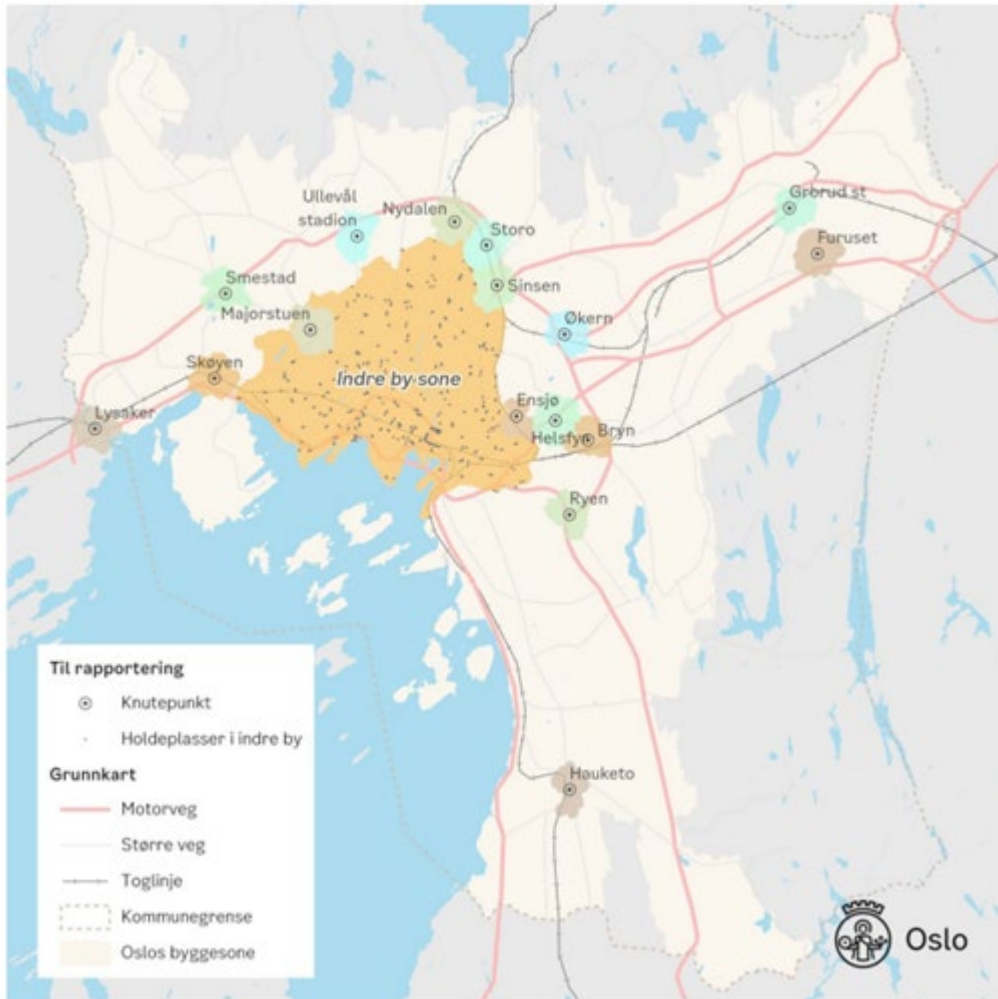 Ullevål
stadion
Nydalen
Storo
Grorud st
Furuset
Smestad
Sinsen
Majorstuen
Økern
Skøyen
Indre by sone
Ensjø
Lysaker
Helsfyr
Bryn
Ryen
Hauketo
Til rapportering
Knutepunkt
Holdeplasser i indre by
Grunnkart
Motorveg
Større veg
Toglinje
Kommunegrense
Oslos byggesone
Oslo